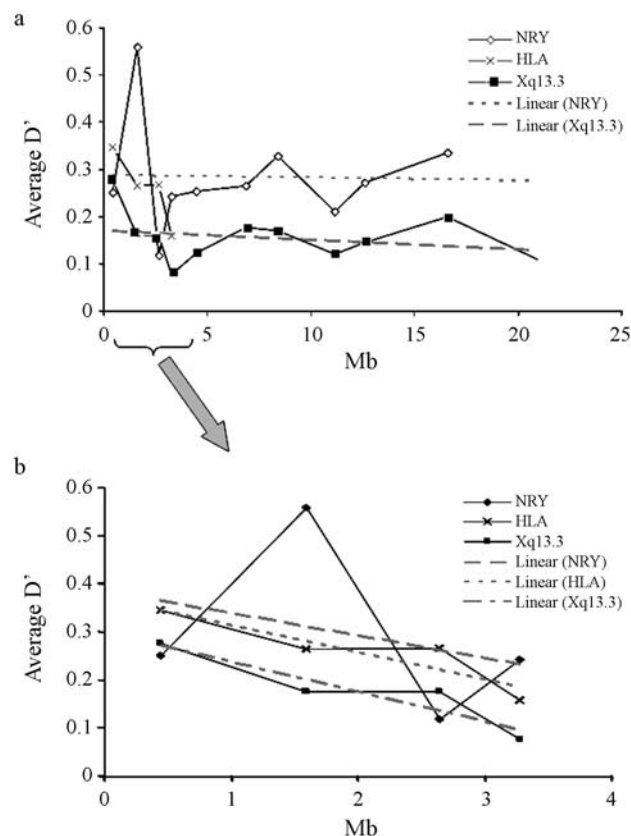 a
0.6
0.5
0.4
0.3
0.2
0.1
0
Average D'
NRY
HLA
Xq13.3
Linear (NRY)
Linear (Xq13.3)
0 5 10 15 20 25
Mb
b
0.6
0.5
0.4
0.3
0.2
0.1
0
Average D'
NRY
HLA
Xq13.3
Linear (NRY)
Linear (HLA)
Linear (Xq13.3)
0 1 2 3 4
Mb